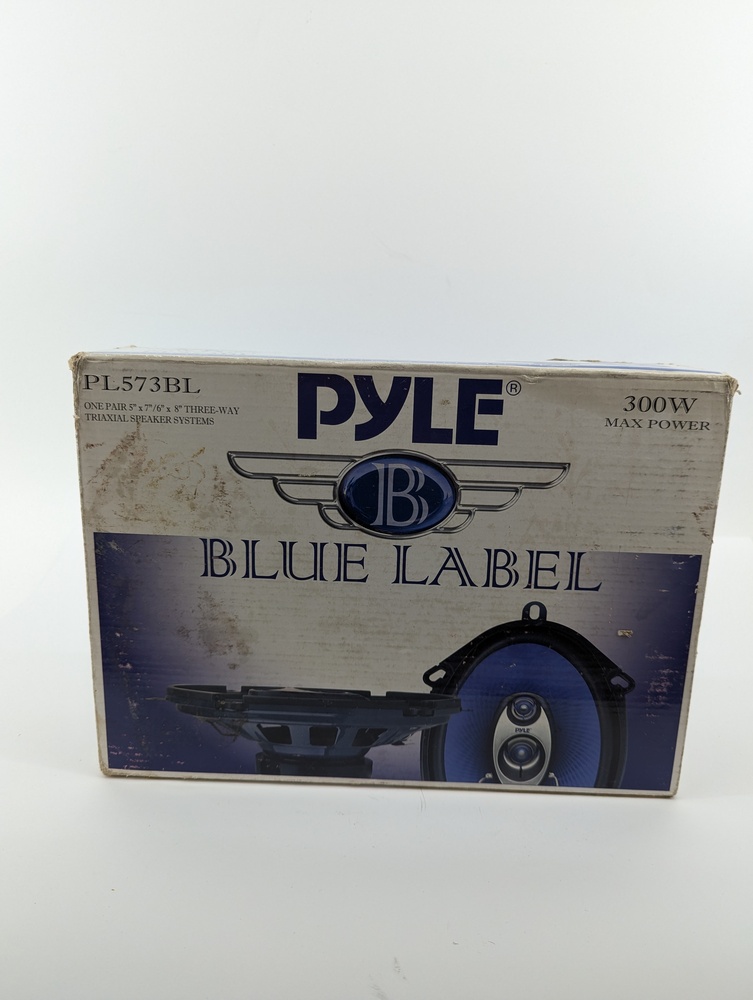 PL573BL
ONE PAIR 5" x 7"/6" x 8" THREE-WAY
TRIAXIAL SPEAKER SYSTEMS
PYLE®
300W
MAX POWER
B
BLUE LABEL
PYLE